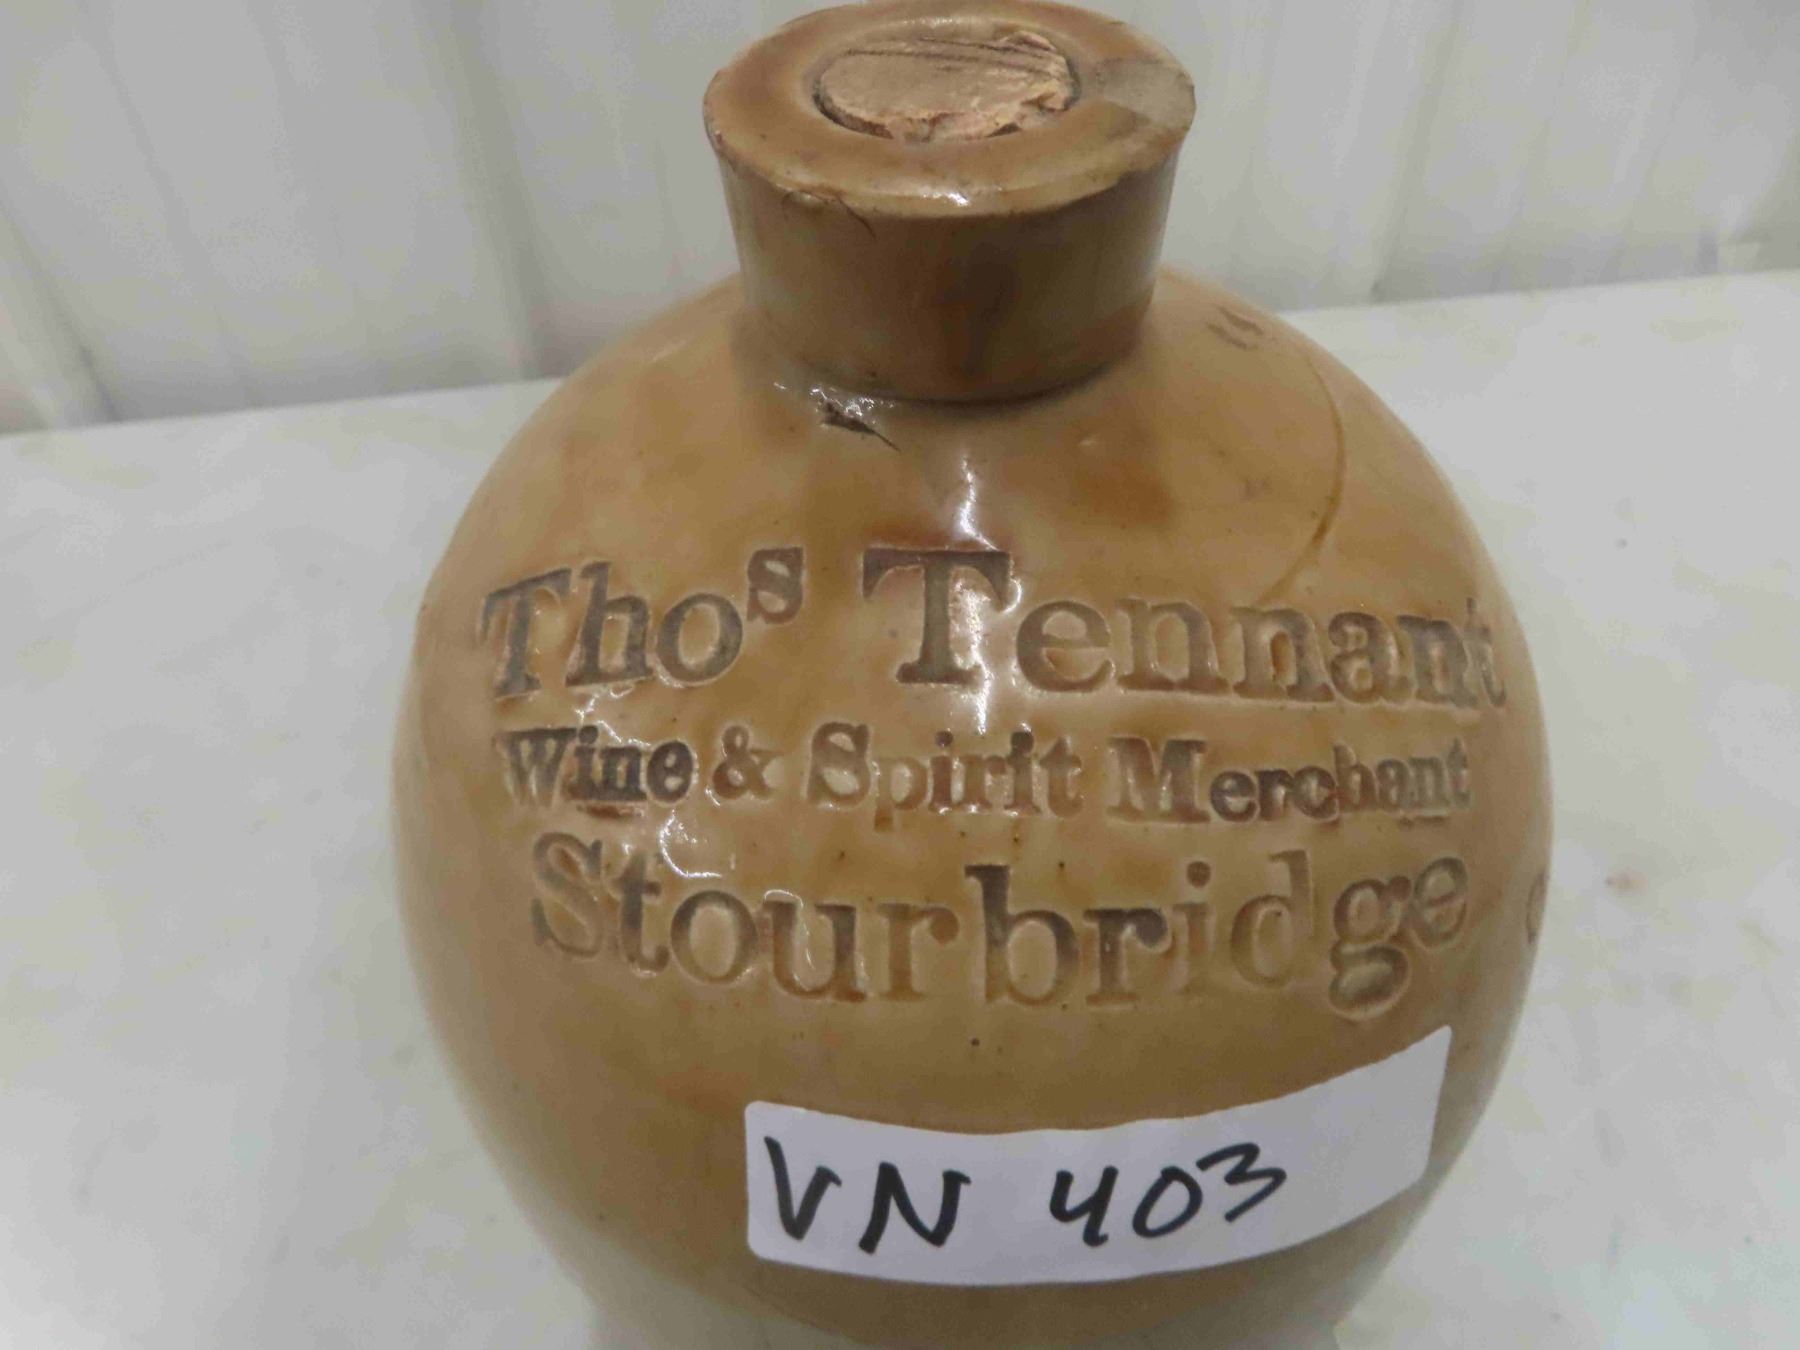 Thoˢ Tennant
Wine & Spirit Merchant
Stourbridge
VN 403